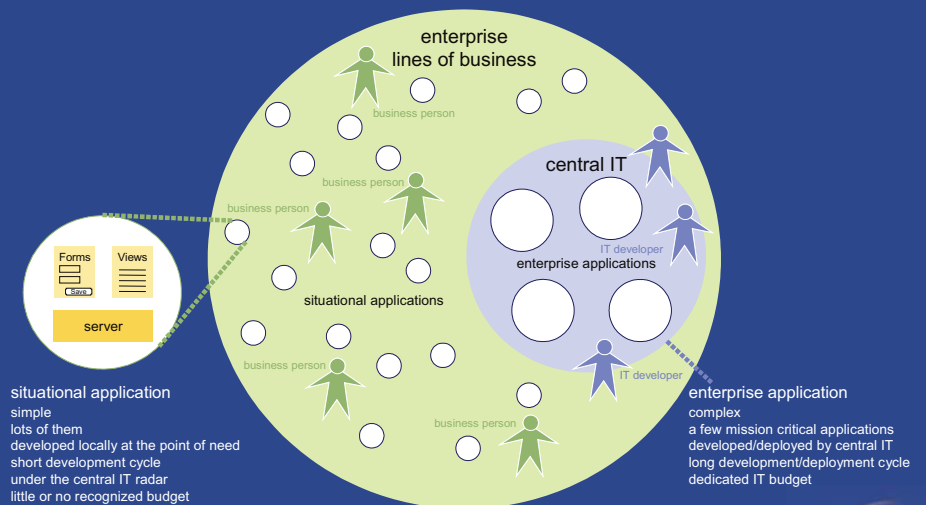 enterprise
lines of business
business person
central IT
business person
business person
IT developer
enterprise applications
Forms
Views
Save
server
situational applications
business person
IT developer
business person
situational application
simple
lots of them
developed locally at the point of need
short development cycle
under the central IT radar
little or no recognized budget
enterprise application
complex
a few mission critical applications
developed/deployed by central IT
long development/deployment cycle
dedicated IT budget